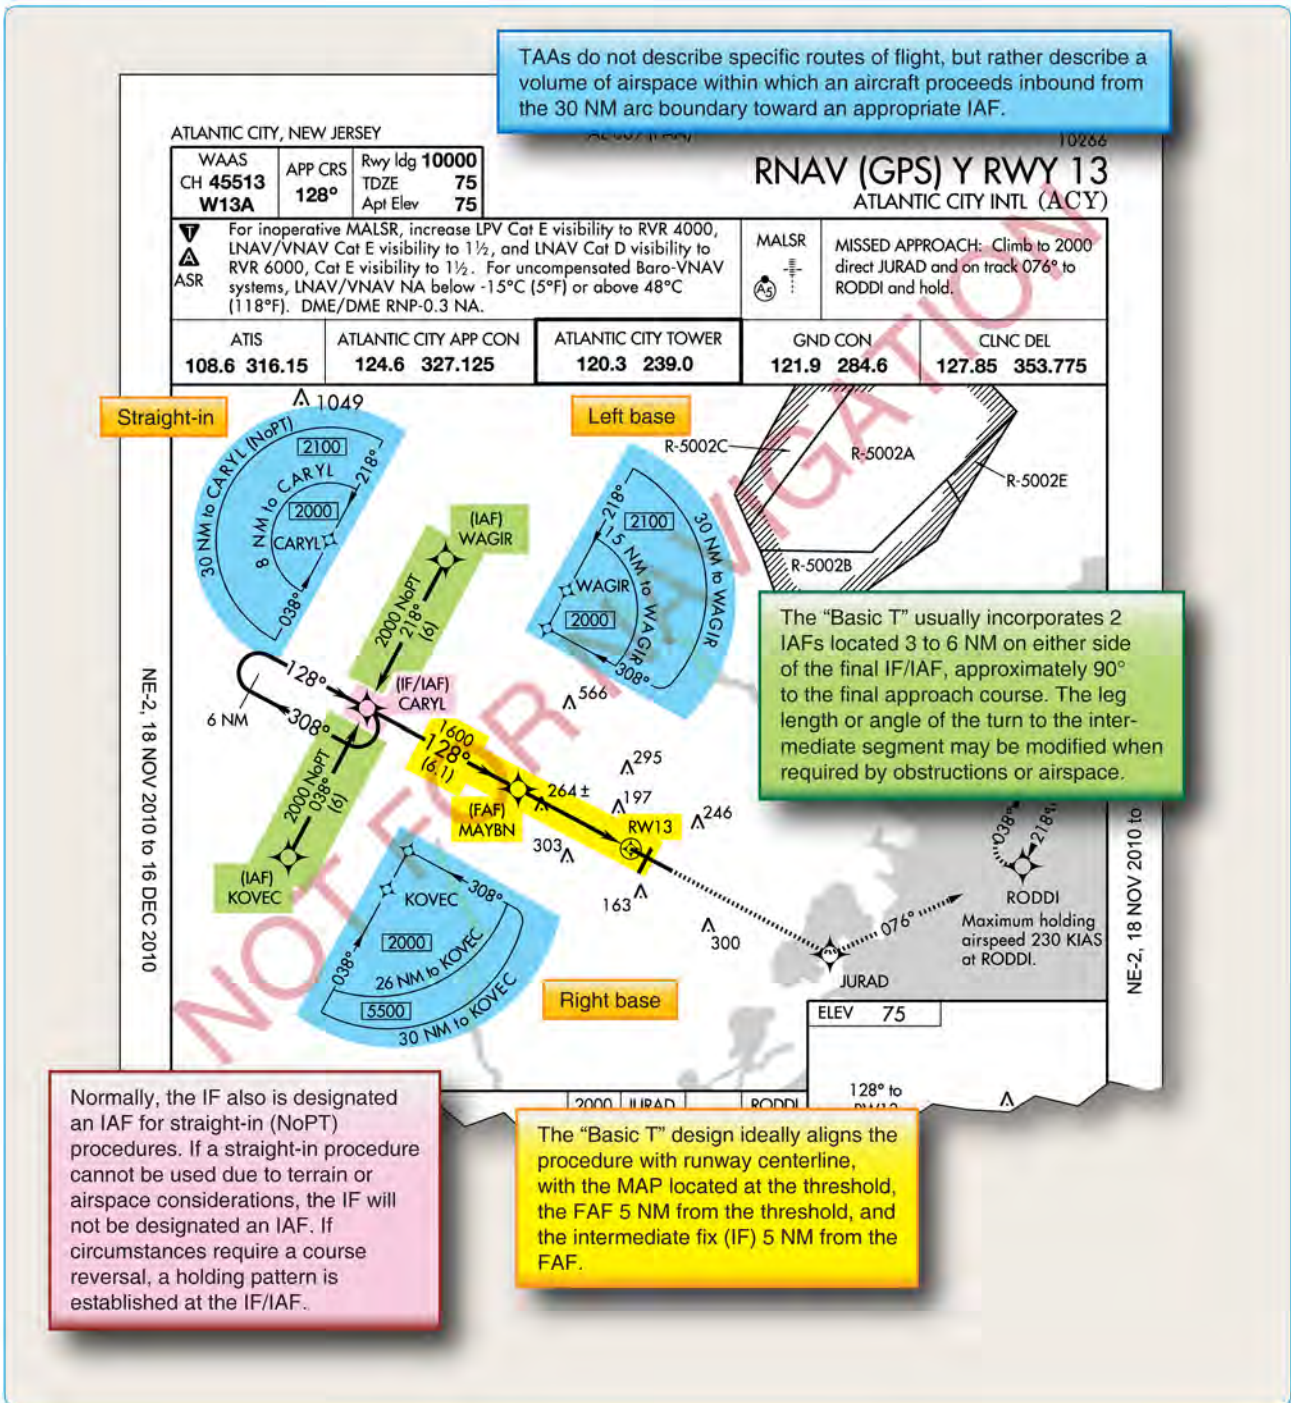 TAAs do not describe specific routes of flight, but rather describe a
volume of airspace within which an aircraft proceeds inbound from
the 30 NM arc boundary toward an appropriate IAF.
ATLANTIC CITY, NEW JERSEY
10266
WAAS
CH 45513
W13A
APP CRS
128°
Rwy ldg 10000
TDZE 75
Apt Elev 75
RNAV (GPS) Y RWY 13
ATLANTIC CITY INTL (ACY)
T
A
ASR
For inoperative MALSR, increase LPV Cat E visibility to RVR 4000,
LNAV/VNAV Cat E visibility to 1½, and LNAV Cat D visibility to
RVR 6000, Cat E visibility to 1½. For uncompensated Baro-VNAV
systems, LNAV/VNAV NA below -15°C (5°F) or above 48°C
(118°F). DME/DME RNP-0.3 NA.
MALSR
A5
MISSED APPROACH: Climb to 2000
direct JURAD and on track 076° to
RODDI and hold.
ATIS
108.6 316.15
ATLANTIC CITY APP CON
124.6 327.125
ATLANTIC CITY TOWER
120.3 239.0
GND CON
121.9 284.6
CLNC DEL
127.85 353.775
NOT FOR NAVIGATION
Straight-in
1049
30 NM to CARYL (NoPT)
2100
218°
8 NM to CARYL
2000
CARYL
038°
Left base
218°
2100
30 NM to WAGIR
15 NM to WAGIR
WAGIR
2000
308°
R-5002C
R-5002A
R-5002E
R-5002B
(IAF)
WAGIR
2000 NoPT
218°
(6)
128°
308°
6 NM
(IF/IAF)
CARYL
2000 NoPT
038°
(6)
(IAF)
KOVEC
1600
128°
(6.1)
(FAF)
MAYBN
264±
566
295
197
246
RW13
303
163
300
The “Basic T” usually incorporates 2
IAFs located 3 to 6 NM on either side
of the final IF/IAF, approximately 90°
to the final approach course. The leg
length or angle of the turn to the inter-
mediate segment may be modified when
required by obstructions or airspace.
KOVEC
308°
038°
2000
26 NM to KOVEC
5500
30 NM to KOVEC
Right base
076°
JURAD
038°
218°
RODDI
Maximum holding
airspeed 230 KIAS
at RODDI.
NE-2, 18 NOV 2010 to 16 DEC 2010
NE-2, 18 NOV 2010 to
ELEV 75
128° to
2000 JURAD RODDI
Normally, the IF also is designated
an IAF for straight-in (NoPT)
procedures. If a straight-in procedure
cannot be used due to terrain or
airspace considerations, the IF will
not be designated an IAF. If
circumstances require a course
reversal, a holding pattern is
established at the IF/IAF.
The “Basic T” design ideally aligns the
procedure with runway centerline,
with the MAP located at the threshold,
the FAF 5 NM from the threshold, and
the intermediate fix (IF) 5 NM from the
FAF.